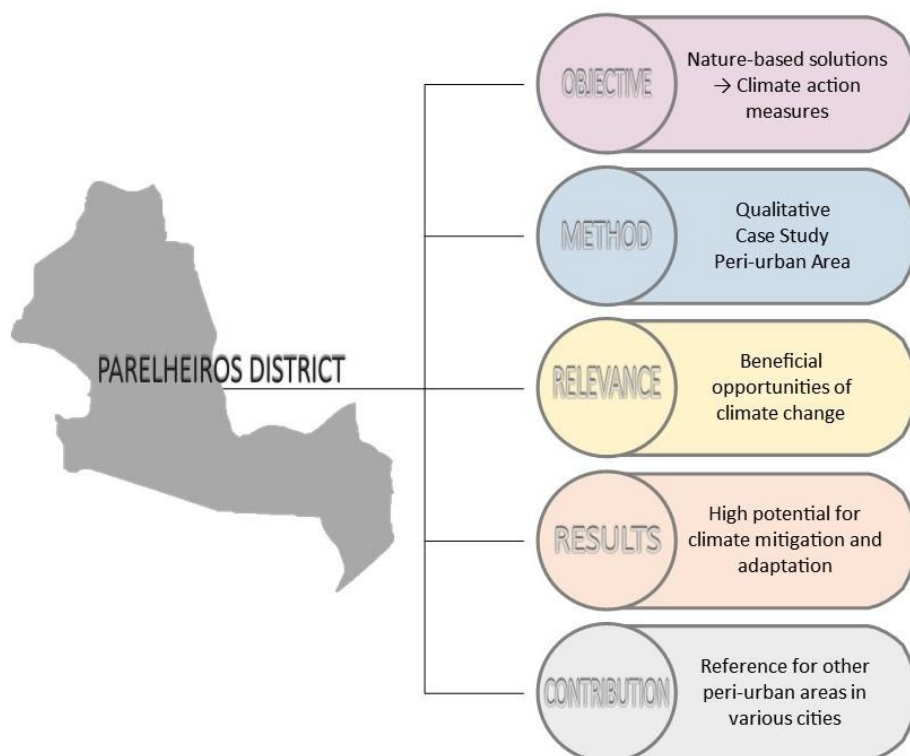 PARELHEIROS DISTRICT
OBJECTIVE
Nature-based solutions
→ Climate action
measures
METHOD
Qualitative
Case Study
Peri-urban Area
RELEVANCE
Beneficial
opportunities of
climate change
RESULTS
High potential for
climate mitigation and
adaptation
CONTRIBUTION
Reference for other
peri-urban areas in
various cities